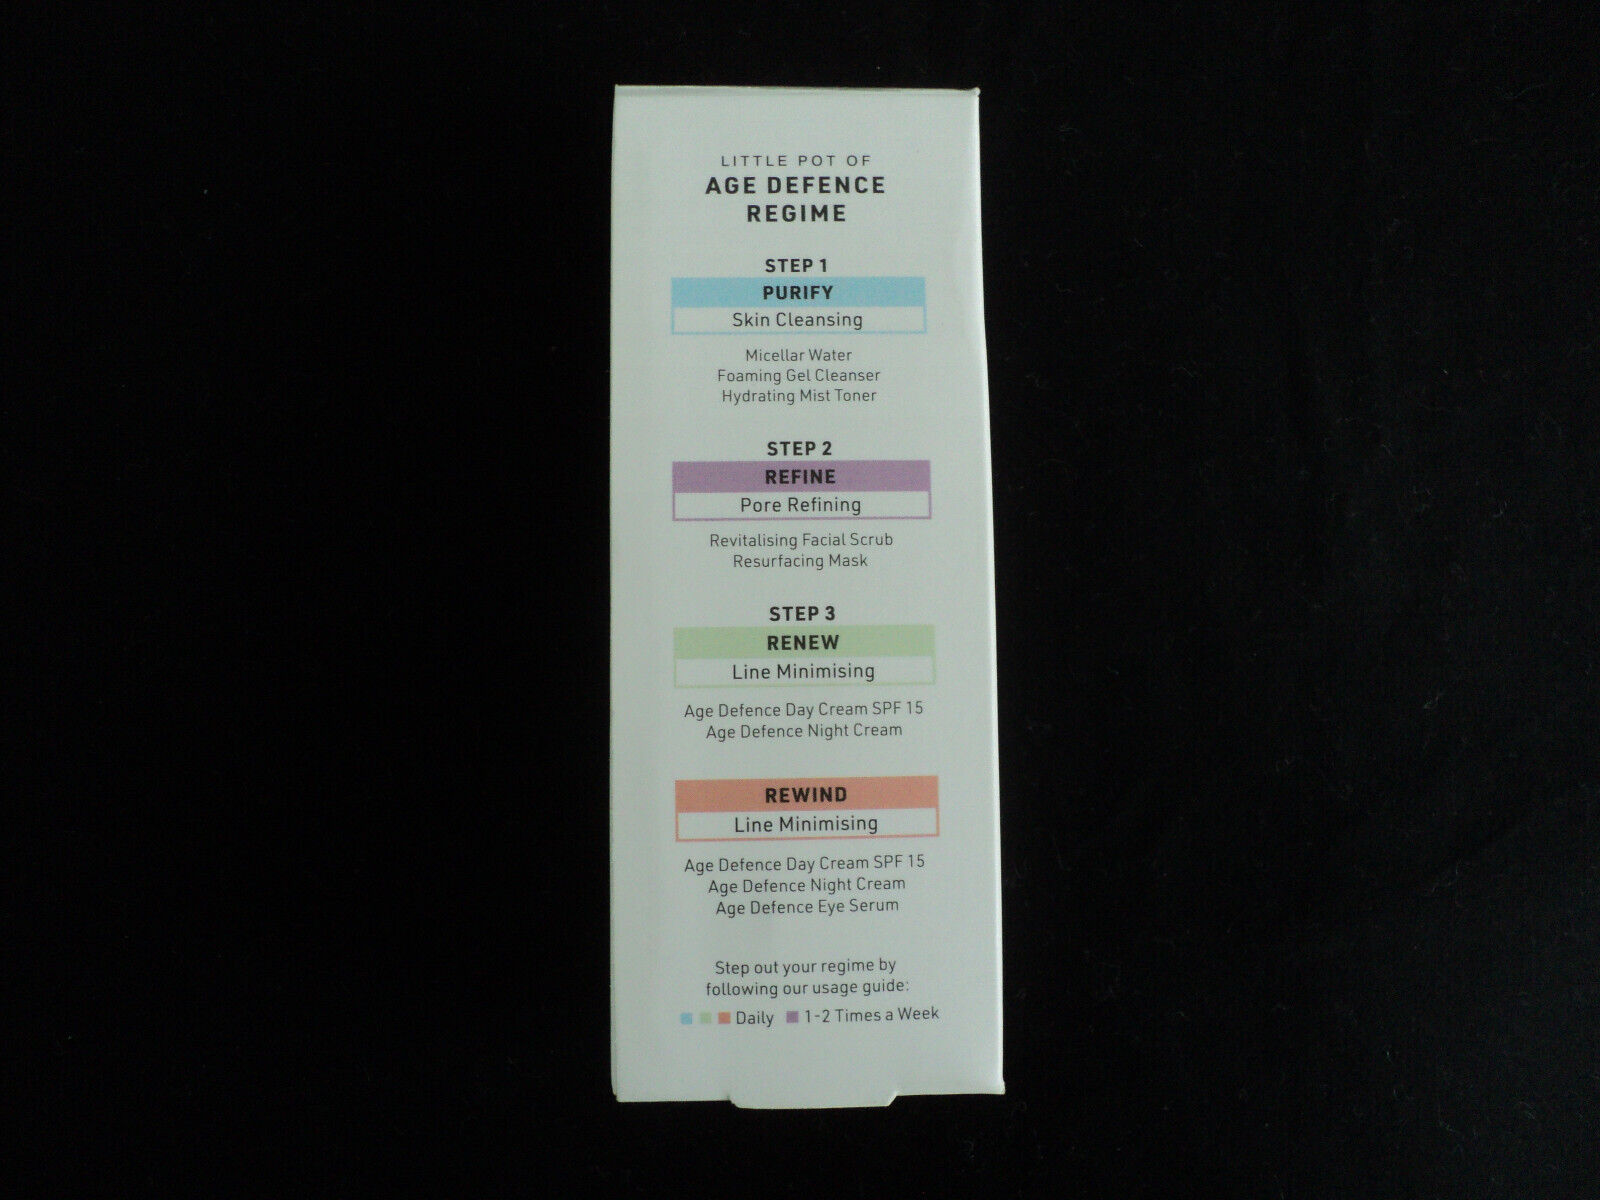 LITTLE POT OF
AGE DEFENCE
REGIME
STEP 1
PURIFY
Skin Cleansing
Micellar Water
Foaming Gel Cleanser
Hydrating Mist Toner
STEP 2
REFINE
Pore Refining
Revitalising Facial Scrub
Resurfacing Mask
STEP 3
RENEW
Line Minimising
Age Defence Day Cream SPF 15
Age Defence Night Cream
REWIND
Line Minimising
Age Defence Day Cream SPF 15
Age Defence Night Cream
Age Defence Eye Serum
Step out your regime by
following our usage guide:
Daily 1-2 Times a Week